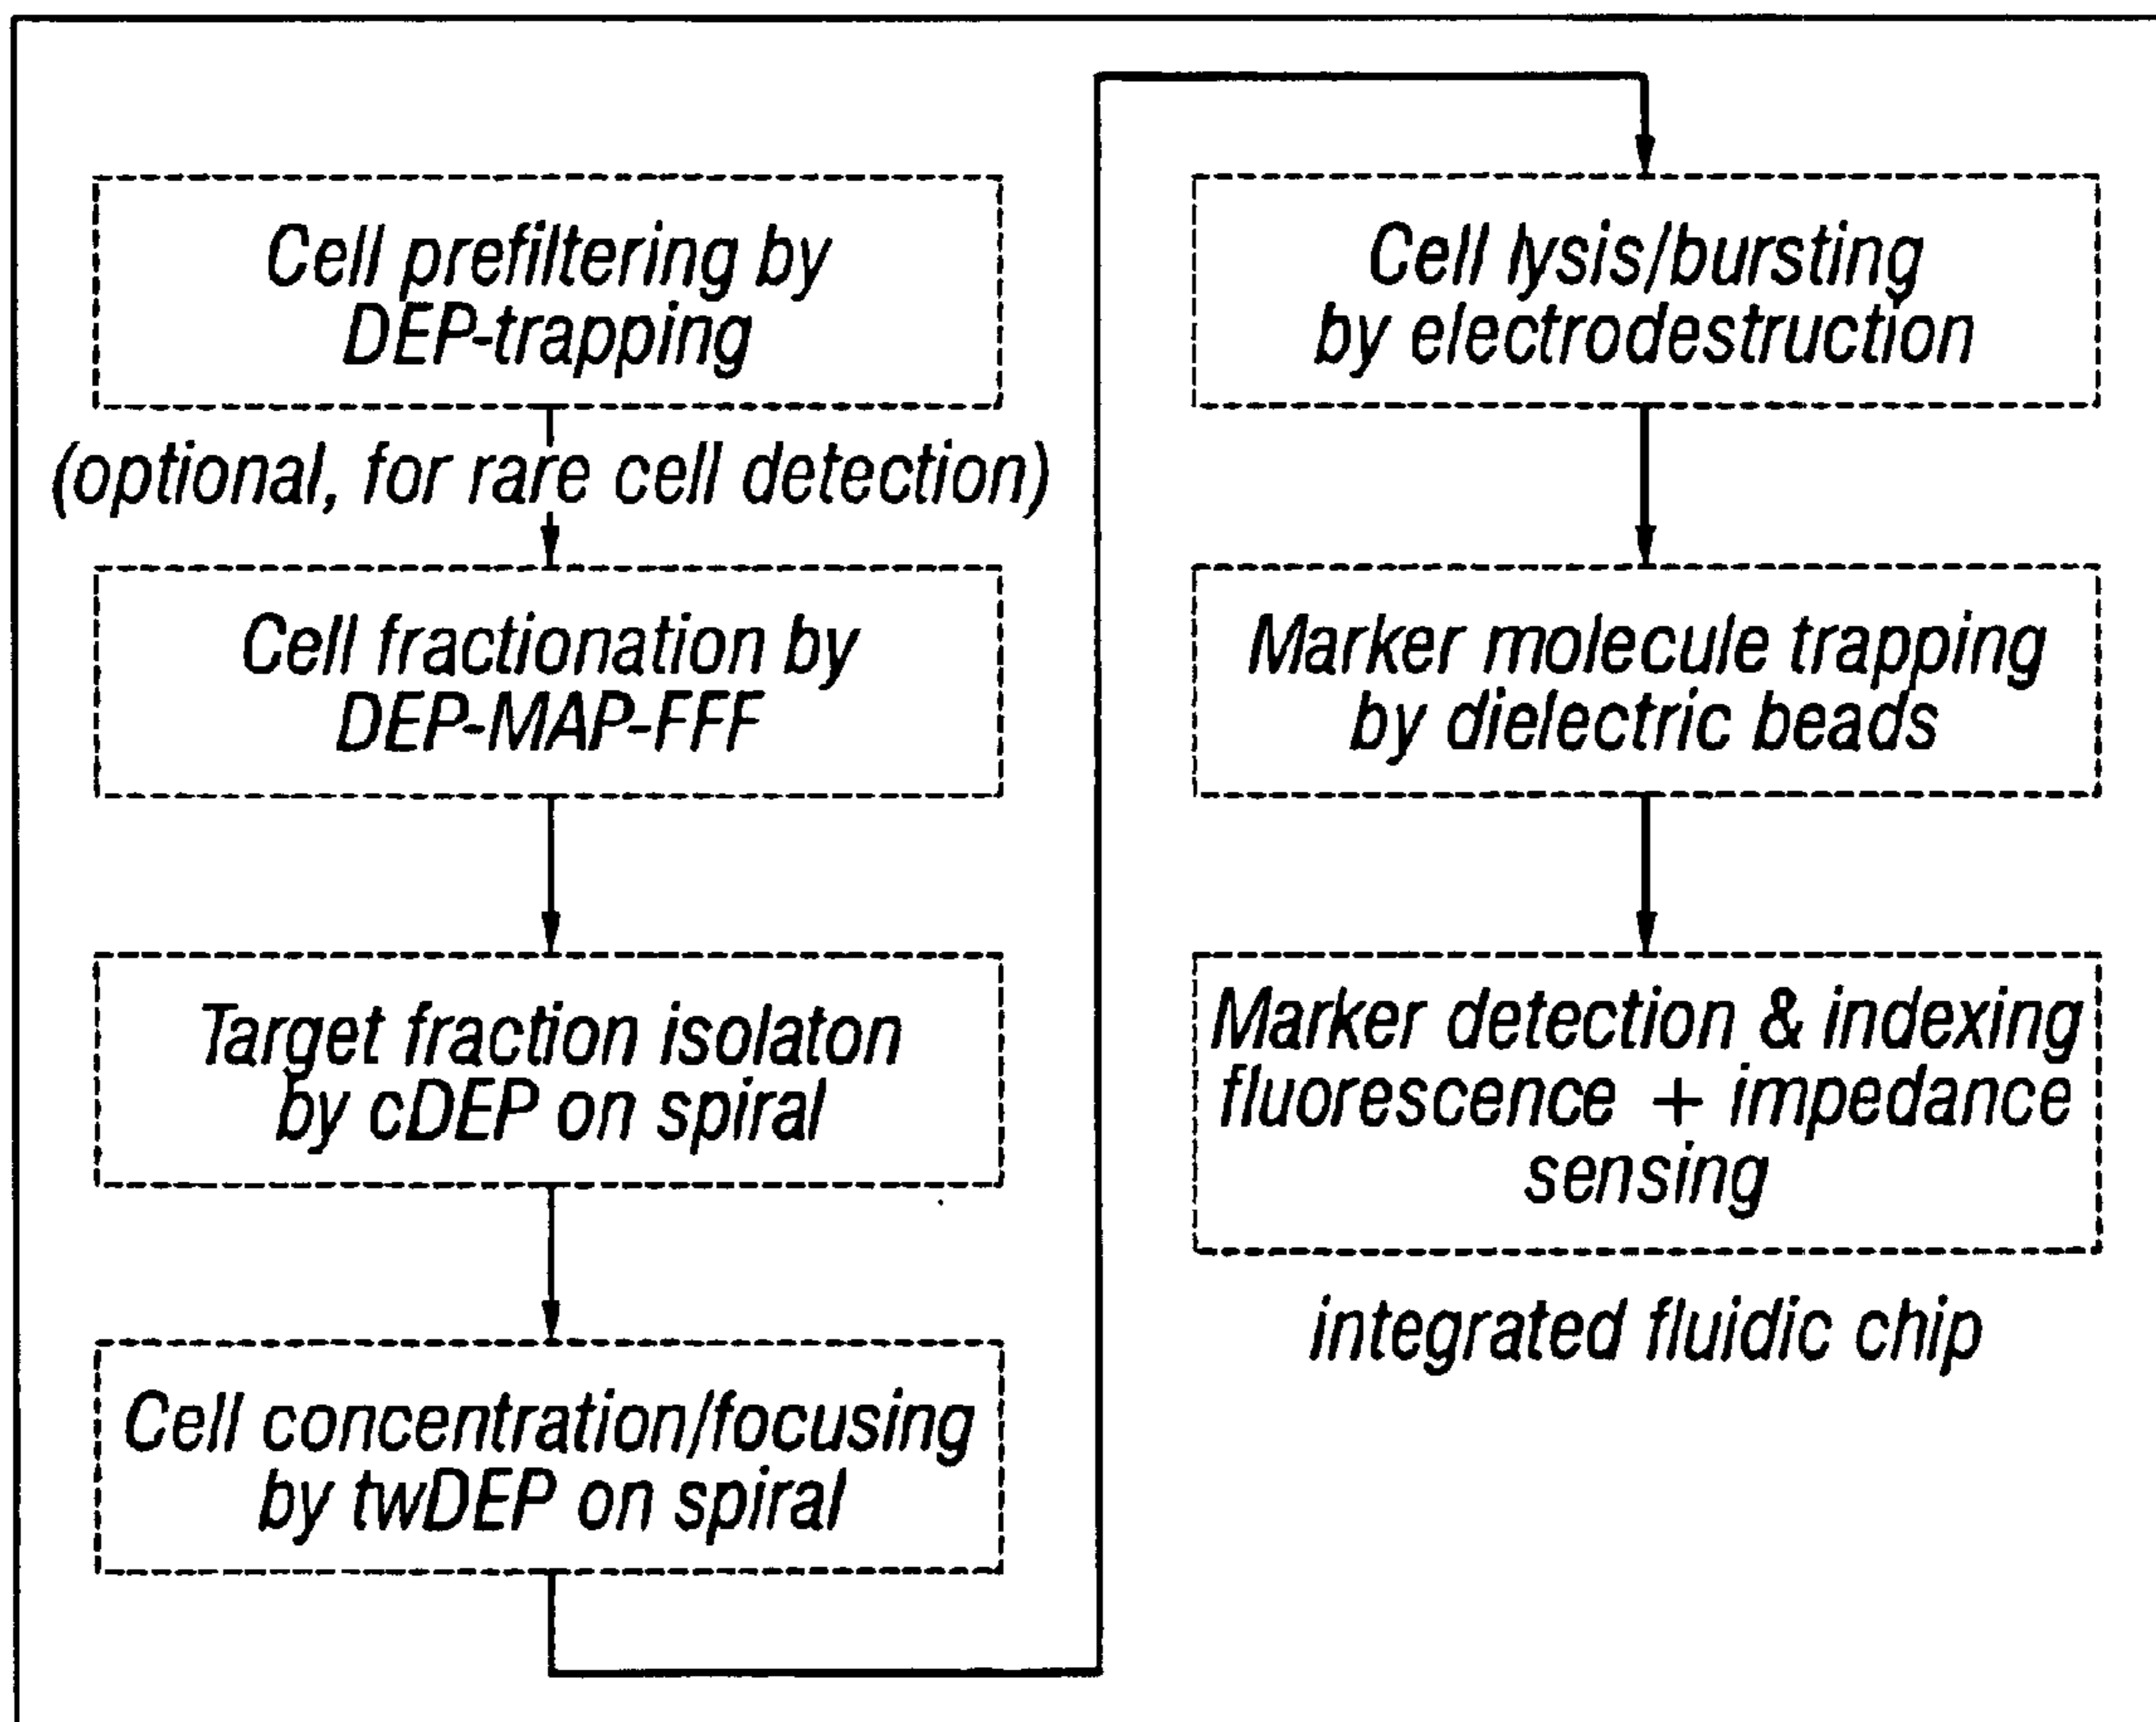 Cell prefiltering by
DEP-trapping
(optional, for rare cell detection)
Cell fractionation by
DEP-MAP-FFF
Target fraction isolaton
by cDEP on spiral
Cell concentration/focusing
by twDEP on spiral
Cell lysis/bursting
by electrodestruction
Marker molecule trapping
by dielectric beads
Marker detection & indexing
fluorescence + impedance
sensing
integrated fluidic chip